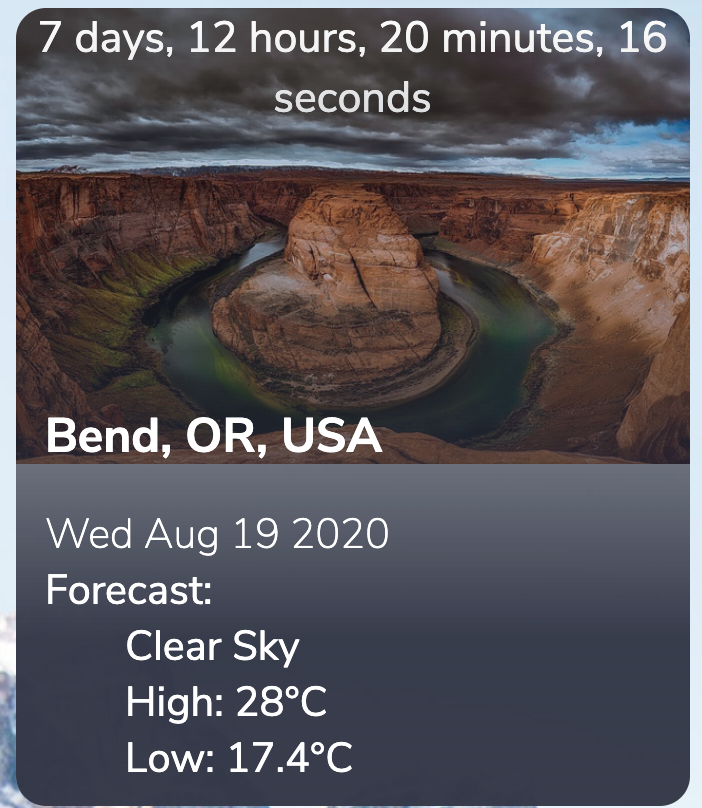 7 days, 12 hours, 20 minutes, 16
seconds
Bend, OR, USA
Wed Aug 19 2020
Forecast:
Clear Sky
High: 28°C
Low: 17.4°C